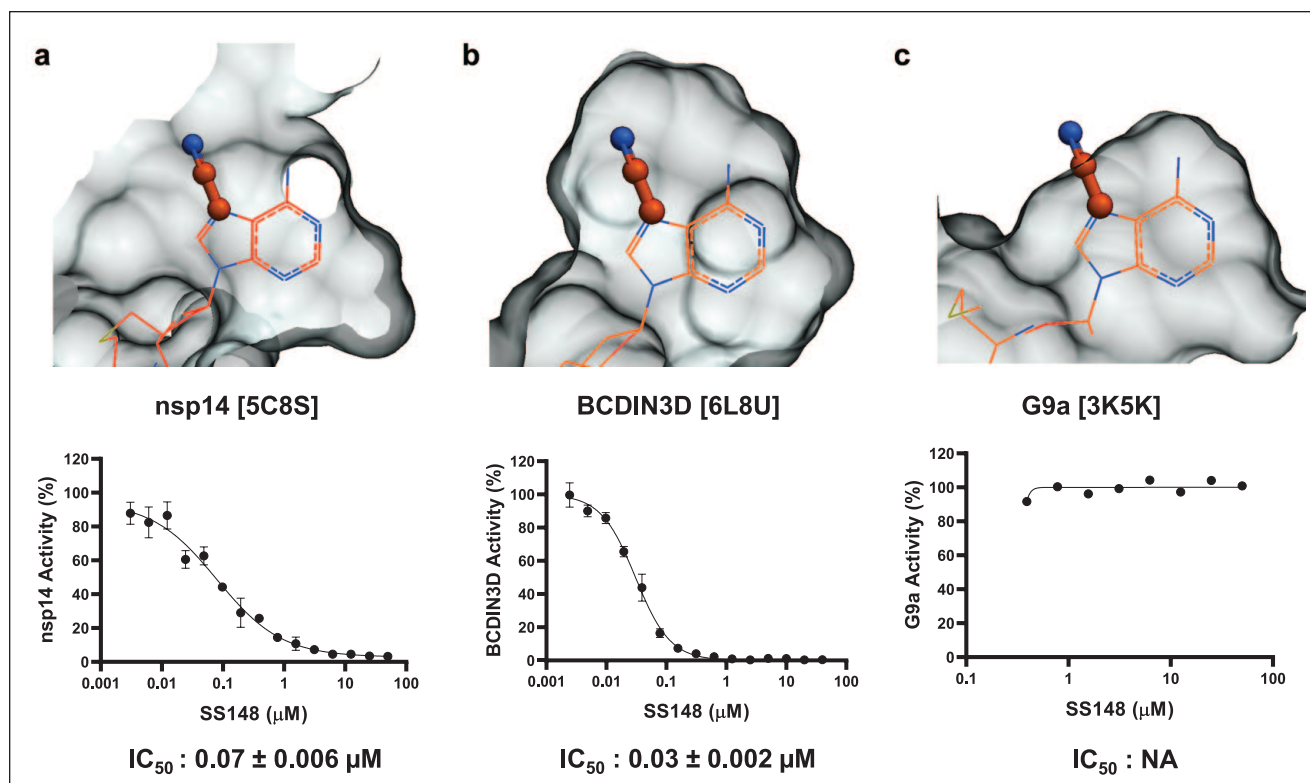 a
b
c
nsp14 [5C8S]
BCDIN3D [6L8U]
G9a [3K5K]
nsp14 Activity (%)
120
100
80
60
40
20
0
0.001
0.01
0.1
1
10
100
SS148 (μM)
IC50 : 0.07 ± 0.006 μM
BCDIN3D Activity (%)
120
100
80
60
40
20
0
0.001
0.01
0.1
1
10
100
SS148 (μM)
IC50 : 0.03 ± 0.002 μM
G9a Activity (%)
120
100
80
60
40
20
0
0.1
1
10
100
SS148 (μM)
IC50 : NA